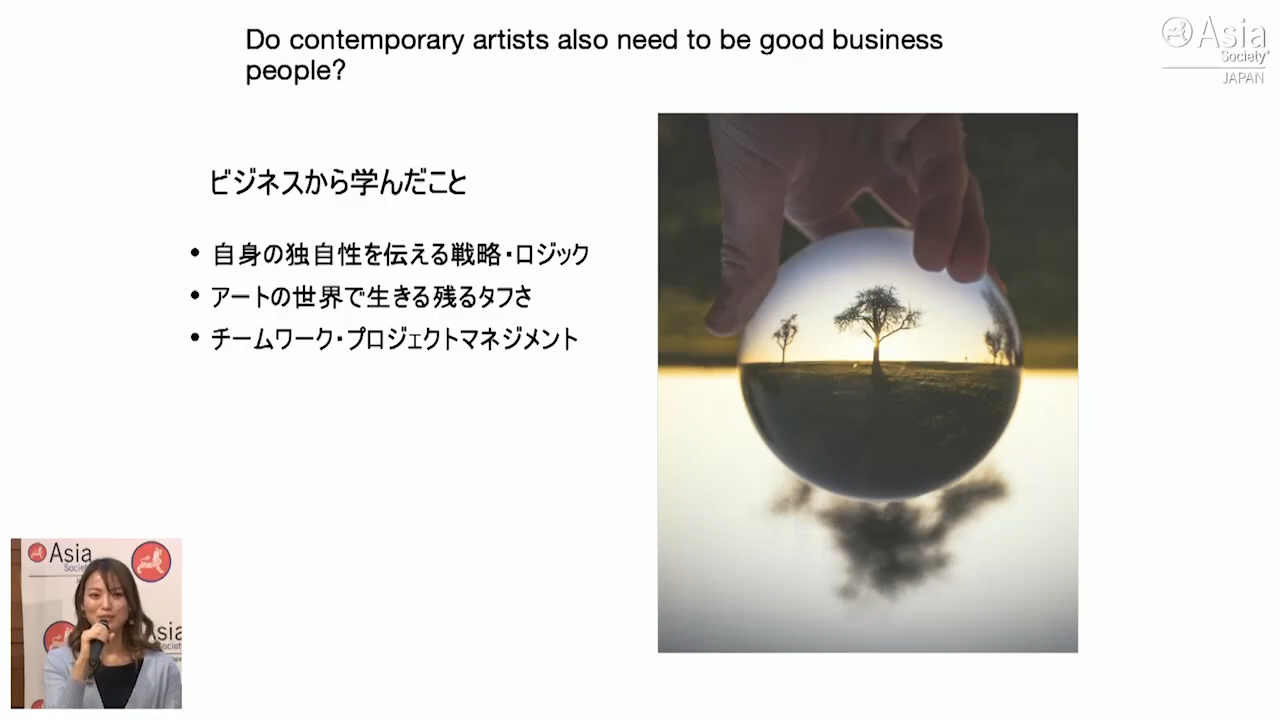 Do contemporary artists also need to be good business
people?
Asia
Society
JAPAN
ビジネスから学んだこと
• 自身の独自性を伝える戦略・ロジック
• アートの世界で生きる残るタフさ
• チームワーク・プロジェクトマネジメント
Asia